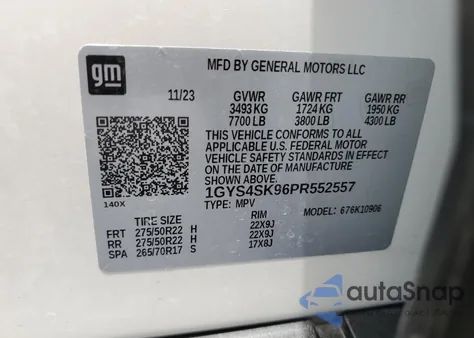 gm
MFD BY GENERAL MOTORS LLC
11/23 GVWR GAWR FRT GAWR RR
3493 KG 1724 KG 1950 KG
7700 LB 3800 LB 4300 LB
THIS VEHICLE CONFORMS TO ALL
APPLICABLE U.S. FEDERAL MOTOR
VEHICLE SAFETY STANDARDS IN EFFECT
ON THE DATE OF MANUFACTURE
SHOWN ABOVE.
1GYS4SK96PR552557
140X
TYPE: MPV MODEL: 676K10906
TIRE SIZE RIM
FRT 275/50R22 H 22X9J
RR 275/50R22 H 22X9J
SPA 265/70R17 S 17X8J
autoSnap